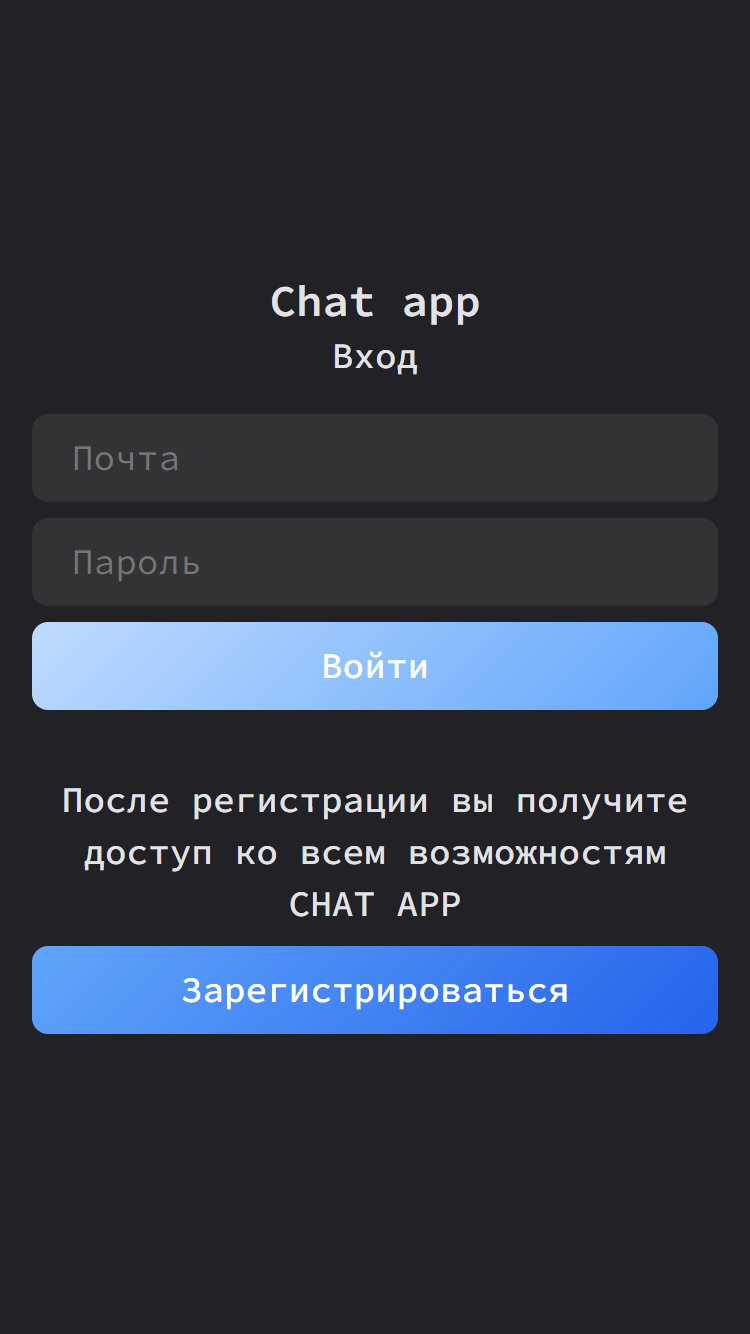 Chat app
Вход
Почта
Пароль
Войти
После регистрации вы получите
доступ ко всем возможностям
CHAT APP
Зарегистрироваться